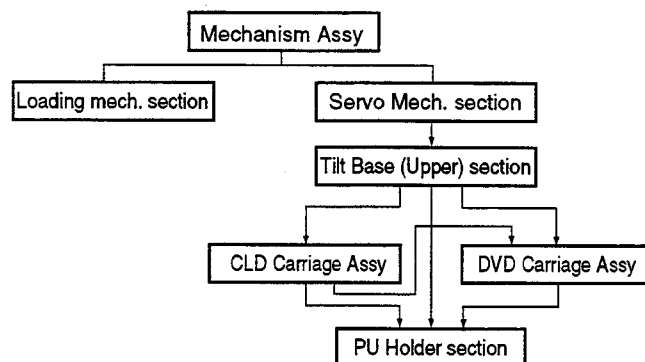 Mechanism Assy
Loading mech. section
Servo Mech. section
Tilt Base (Upper) section
CLD Carriage Assy
DVD Carriage Assy
PU Holder section